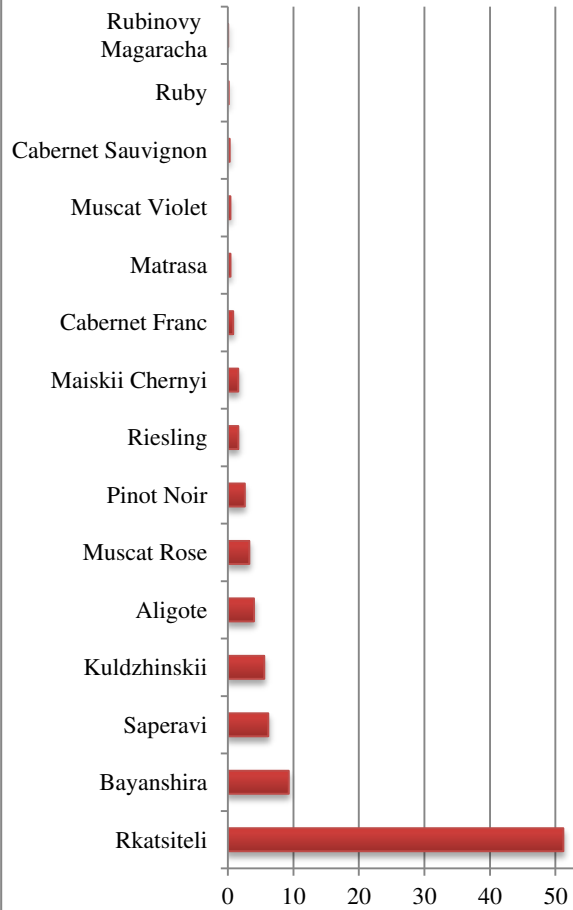 Rubinovy
Magaracha
Ruby
Cabernet Sauvignon
Muscat Violet
Matrasa
Cabernet Franc
Maiskii Chernyi
Riesling
Pinot Noir
Muscat Rose
Aligote
Kuldzhinskii
Saperavi
Bayanshira
Rkatsiteli
0 10 20 30 40 50